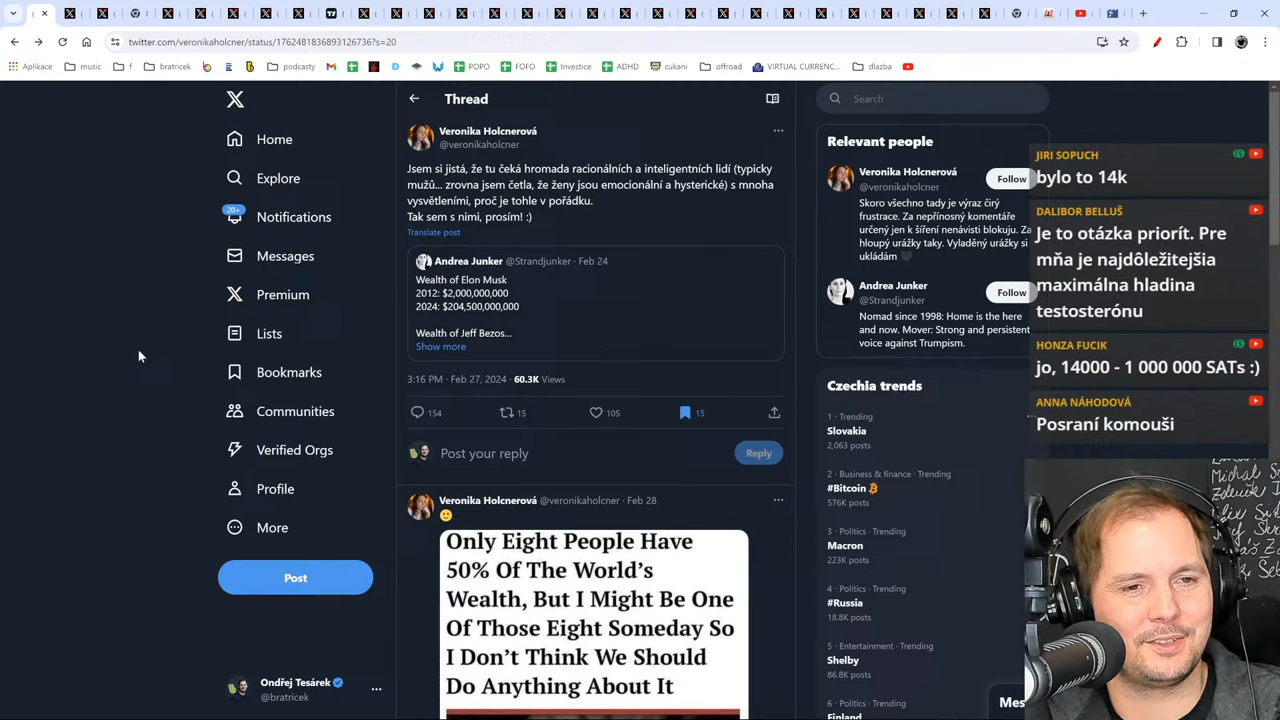 twitter.com/veronikaholcner/status/1762481836893126736?s=20
Aplikace
music
f
bratricek
podcasty
POPO
FOFO
Investice
ADHD
cukani
offroad
VIRTUAL CURRENC...
dlazba
Home
Explore
20+
Notifications
Messages
Premium
Lists
Bookmarks
Communities
Verified Orgs
Profile
More
Post
Ondřej Tesárek
@bratricek
Thread
Veronika Holcnerová
@veronikaholcner
Jsem si jistá, že tu čeká hromada racionálních a inteligentních lidí (typicky
mužů... zrovna jsem četla, že ženy jsou emocionální a hysterické) s mnoha
vysvětleními, proč je tohle v pořádku.
Tak sem s nimi, prosím! :)
Translate post
Andrea Junker @Strandjunker · Feb 24
Wealth of Elon Musk
2012: $2,000,000,000
2024: $204,500,000,000
Wealth of Jeff Bezos...
Show more
3:16 PM · Feb 27, 2024 · 60.3K Views
154
15
105
15
Post your reply
Reply
Veronika Holcnerová @veronikaholcner · Feb 28
Only Eight People Have
50% Of The World's
Wealth, But I Might Be One
Of Those Eight Someday So
I Don't Think We Should
Do Anything About It
Search
Relevant people
Veronika Holcnerová
@veronikaholcner
Follow
Skoro všechno tady je výraz čirý
frustrace. Za nepřínosný komentáře
určený jen k šíření nenávisti blokuju. Za
hloupý urážky taky. Vyladěný urážky si
ukládám
Andrea Junker
@Strandjunker
Follow
Nomad since 1998: Home is the here
and now. Mover: Strong and persistent
voice against Trumpism.
Czechia trends
1 · Trending
Slovakia
2,063 posts
2 · Business & finance · Trending
#Bitcoin
576K posts
3 · Politics · Trending
Macron
223K posts
4 · Politics · Trending
#Russia
18.8K posts
5 · Entertainment · Trending
Shelby
86.8K posts
6 · Politics · Trending
Finland
Mes
JIRI SOPUCH
bylo to 14k
DALIBOR BELLUŠ
Je to otázka priorít. Pre
mňa je najdôležitejšia
maximálna hladina
testosterónu
HONZA FUCIK
jo, 14000 - 1 000 000 SATs :)
ANNA NÁHODOVÁ
Posraní komouši